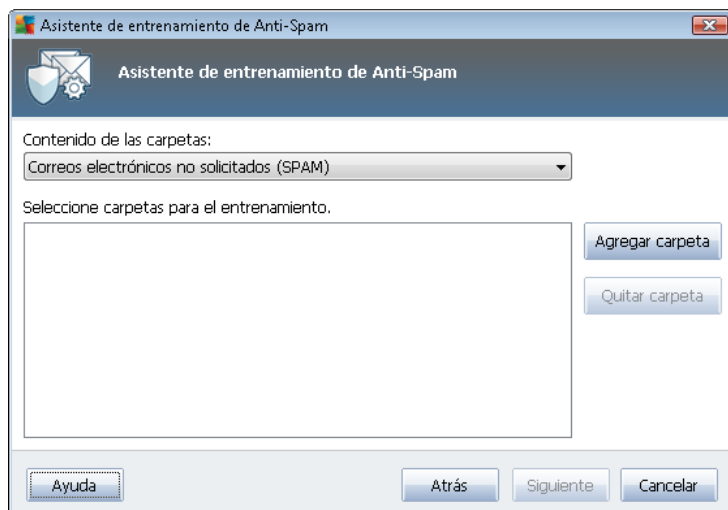 Asistente de entrenamiento de Anti-Spam
Asistente de entrenamiento de Anti-Spam
Contenido de las carpetas:
Correos electrónicos no solicitados (SPAM)
Seleccione carpetas para el entrenamiento.
Agregar carpeta
Quitar carpeta
Ayuda
Atrás
Siguiente
Cancelar